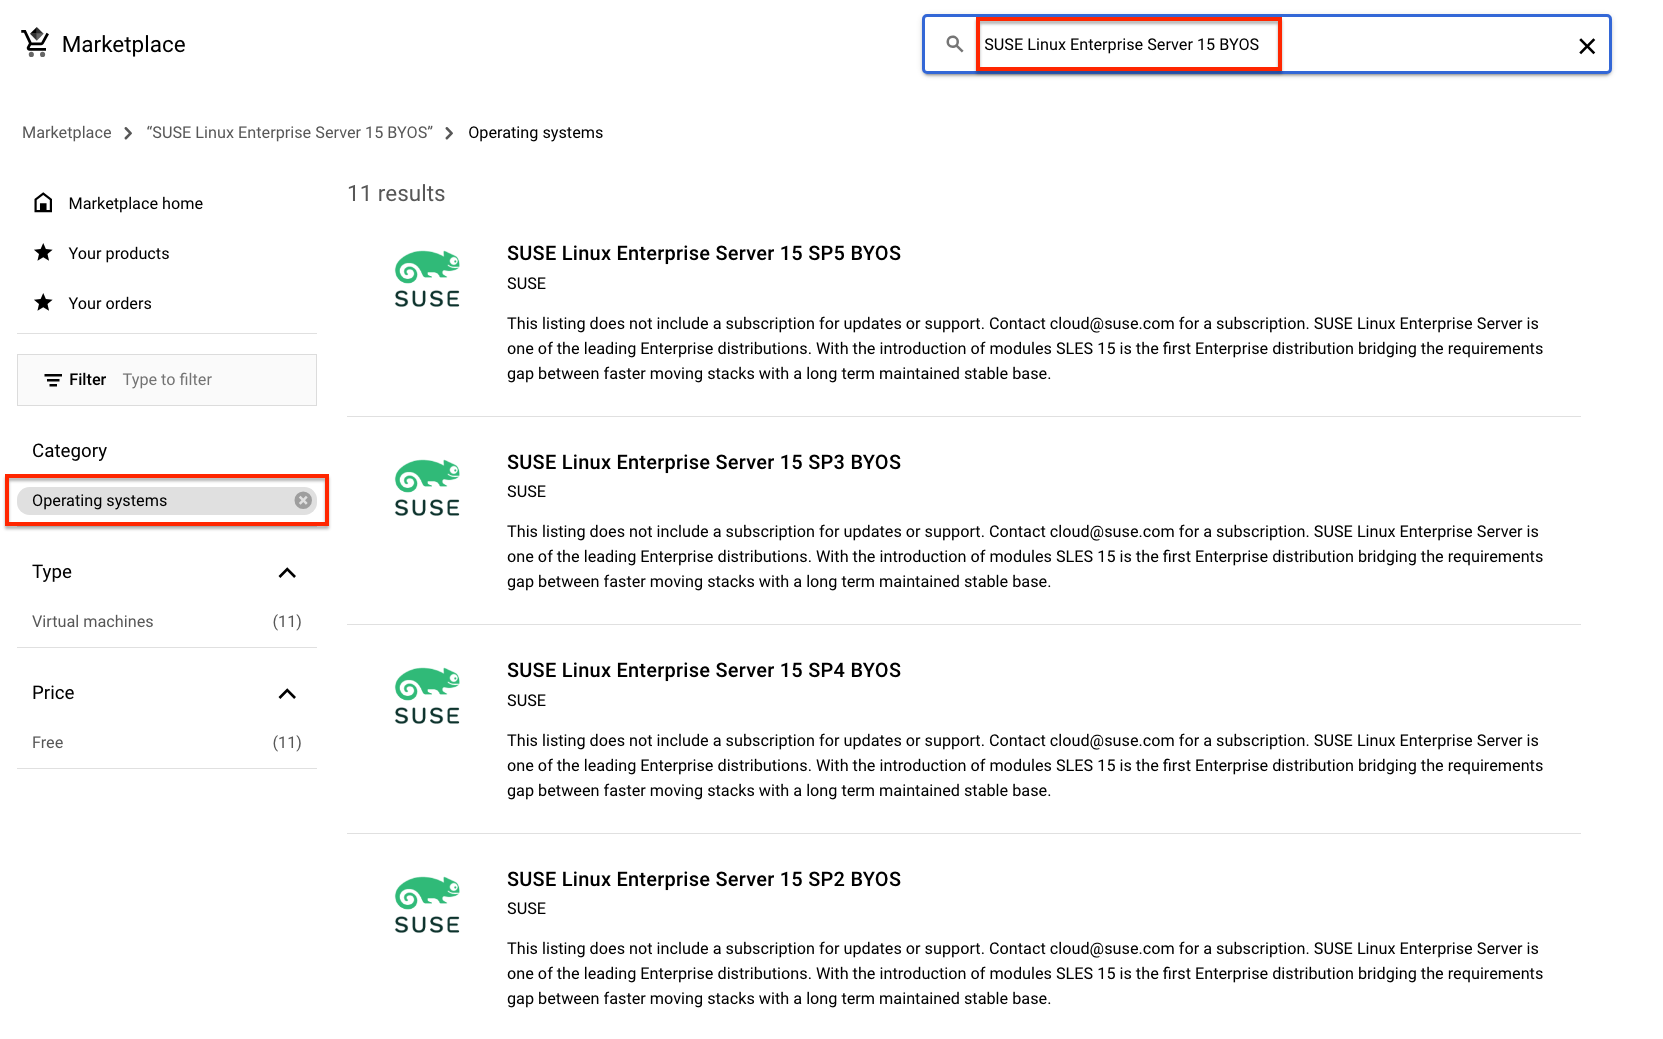 Marketplace
SUSE Linux Enterprise Server 15 BYOS
Marketplace > “SUSE Linux Enterprise Server 15 BYOS” > Operating systems
Marketplace home
Your products
Your orders
Filter Type to filter
Category
Operating systems
Type
Virtual machines (11)
Price
Free (11)
11 results
SUSE
SUSE Linux Enterprise Server 15 SP5 BYOS
SUSE
This listing does not include a subscription for updates or support. Contact cloud@suse.com for a subscription. SUSE Linux Enterprise Server is
one of the leading Enterprise distributions. With the introduction of modules SLES 15 is the first Enterprise distribution bridging the requirements
gap between faster moving stacks with a long term maintained stable base.
SUSE
SUSE Linux Enterprise Server 15 SP3 BYOS
SUSE
This listing does not include a subscription for updates or support. Contact cloud@suse.com for a subscription. SUSE Linux Enterprise Server is
one of the leading Enterprise distributions. With the introduction of modules SLES 15 is the first Enterprise distribution bridging the requirements
gap between faster moving stacks with a long term maintained stable base.
SUSE
SUSE Linux Enterprise Server 15 SP4 BYOS
SUSE
This listing does not include a subscription for updates or support. Contact cloud@suse.com for a subscription. SUSE Linux Enterprise Server is
one of the leading Enterprise distributions. With the introduction of modules SLES 15 is the first Enterprise distribution bridging the requirements
gap between faster moving stacks with a long term maintained stable base.
SUSE
SUSE Linux Enterprise Server 15 SP2 BYOS
SUSE
This listing does not include a subscription for updates or support. Contact cloud@suse.com for a subscription. SUSE Linux Enterprise Server is
one of the leading Enterprise distributions. With the introduction of modules SLES 15 is the first Enterprise distribution bridging the requirements
gap between faster moving stacks with a long term maintained stable base.